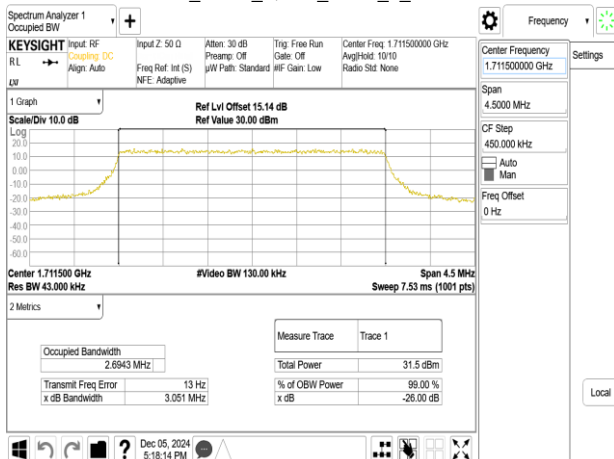 Spectrum Analyzer 1
Occupied BW
Frequency
KEYSIGHT
RL
Input: RF
Coupling: DC
Align: Auto
Input Z: 50 Ω
Freq Ref: Int (S)
NFE: Adaptive
Atten: 30 dB
Preamp: Off
µW Path: Standard
Trig: Free Run
Gate: Off
#IF Gain: Low
Center Freq: 1.711500000 GHz
Avg|Hold: 10/10
Radio Std: None
Center Frequency
1.711500000 GHz
Settings
Span
4.5000 MHz
CF Step
450.000 kHz
Auto
Man
Freq Offset
0 Hz
1 Graph
Scale/Div 10.0 dB
Ref Lvl Offset 15.14 dB
Ref Value 30.00 dBm
Log
20.0
10.0
0.00
-10.0
-20.0
-30.0
-40.0
-50.0
-60.0
Center 1.711500 GHz
Res BW 43.000 kHz
#Video BW 130.00 kHz
Span 4.5 MHz
Sweep 7.53 ms (1001 pts)
2 Metrics
Measure Trace Trace 1
Occupied Bandwidth
2.6943 MHz
Total Power 31.5 dBm
Transmit Freq Error 13 Hz
% of OBW Power 99.00 %
x dB Bandwidth 3.051 MHz
x dB -26.00 dB
Local
?
Dec 05, 2024
5:18:14 PM